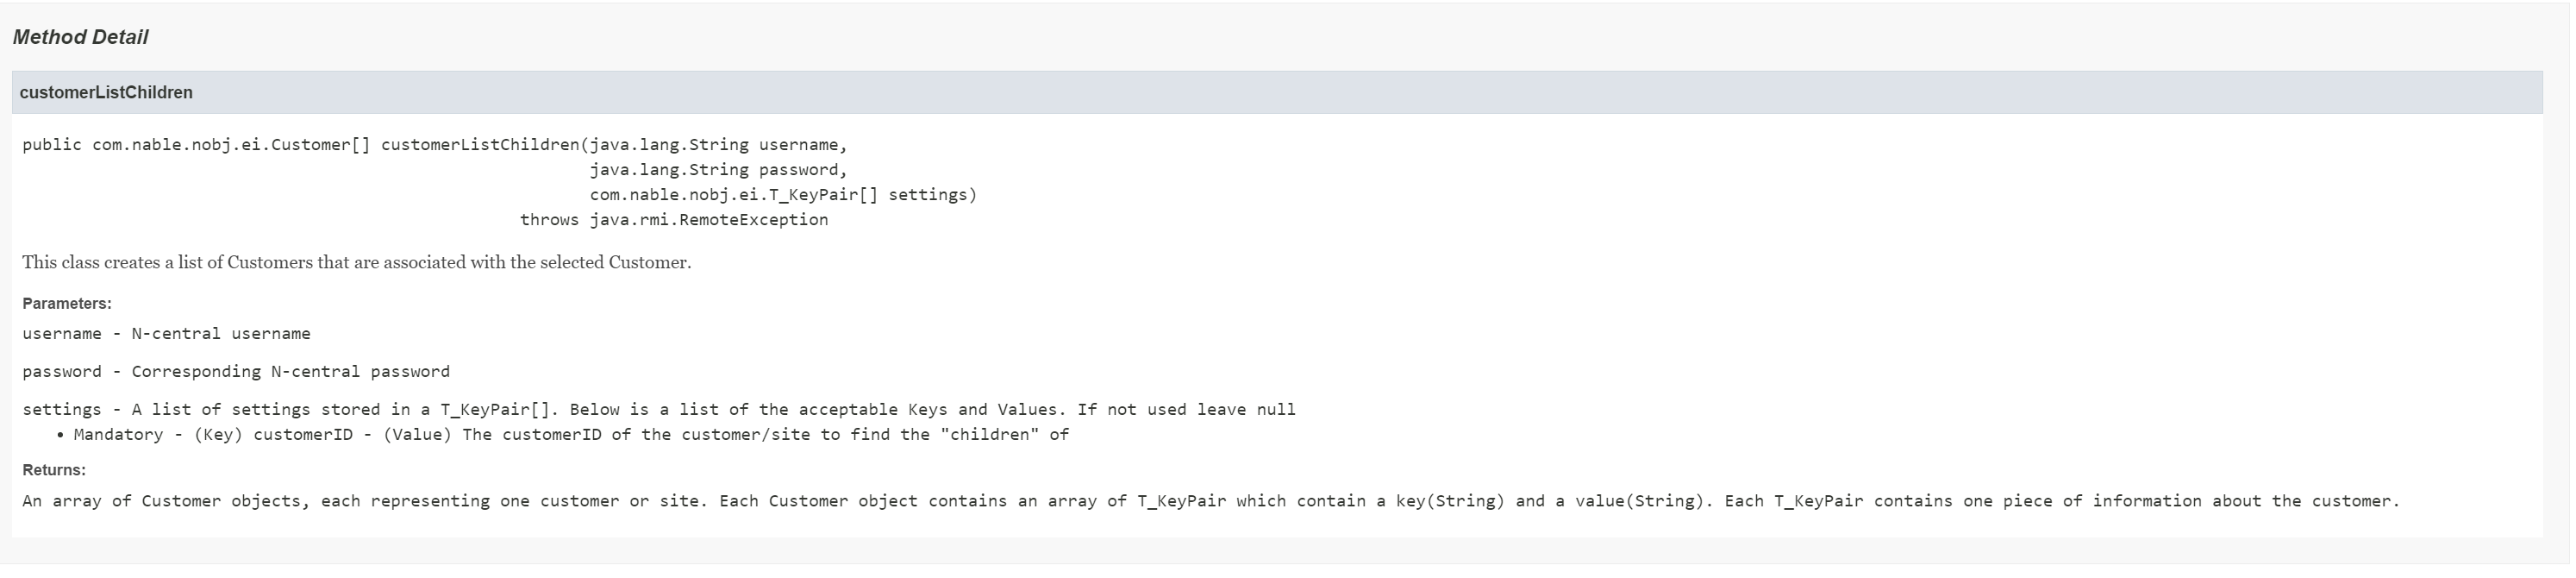 Method Detail
customerListChildren
public com.nable.nobj.ei.Customer[] customerListChildren(java.lang.String username,
java.lang.String password,
com.nable.nobj.ei.T_KeyPair[] settings)
throws java.rmi.RemoteException
This class creates a list of Customers that are associated with the selected Customer.
Parameters:
username - N-central username
password - Corresponding N-central password
settings - A list of settings stored in a T_KeyPair[]. Below is a list of the acceptable Keys and Values. If not used leave null
• Mandatory - (Key) customerID - (Value) The customerID of the customer/site to find the "children" of
Returns:
An array of Customer objects, each representing one customer or site. Each Customer object contains an array of T_KeyPair which contain a key(String) and a value(String). Each T_KeyPair contains one piece of information about the customer.